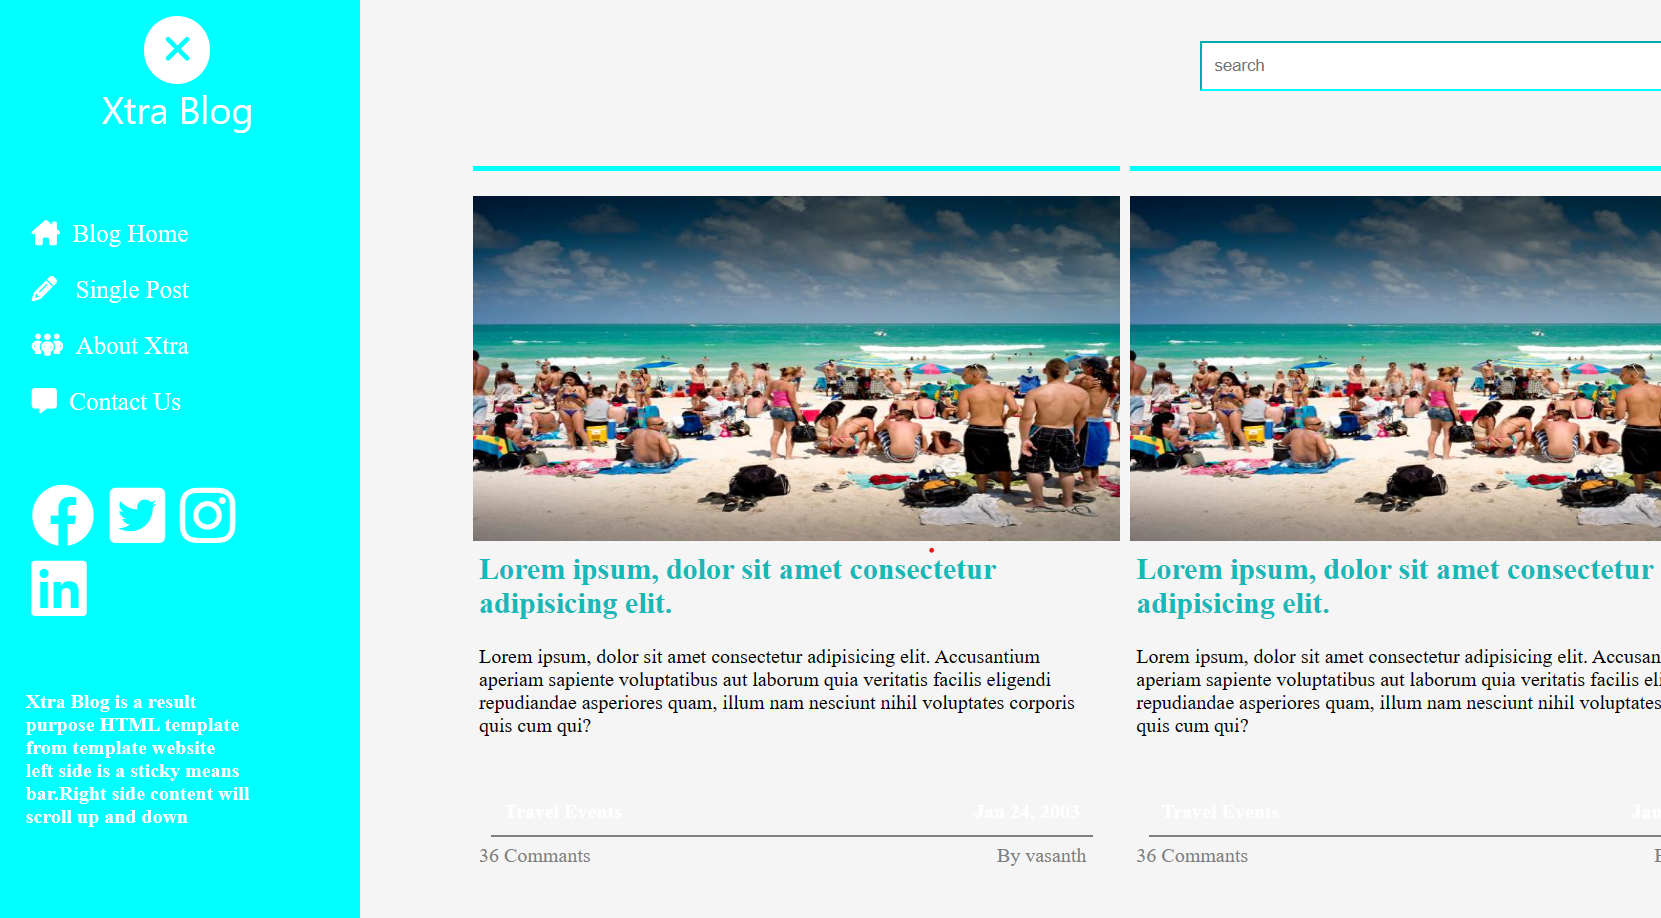 Xtra Blog
search
Blog Home
Single Post
About Xtra
Contact Us
Xtra Blog is a result
purpose HTML template
from template website
left side is a sticky means
bar.Right side content will
scroll up and down
Lorem ipsum, dolor sit amet consectetur
adipisicing elit.
Lorem ipsum, dolor sit amet consectetur adipisicing elit. Accusantium
aperiam sapiente voluptatibus aut laborum quia veritatis facilis eligendi
repudiandae asperiores quam, illum nam nesciunt nihil voluptates corporis
quis cum qui?
Travel Events Jan 24, 2003
36 Commants By vasanth
Lorem ipsum, dolor sit amet consectetur
adipisicing elit.
Lorem ipsum, dolor sit amet consectetur adipisicing elit. Accusan
aperiam sapiente voluptatibus aut laborum quia veritatis facilis eli
repudiandae asperiores quam, illum nam nesciunt nihil voluptates
quis cum qui?
Travel Events Jan
36 Commants